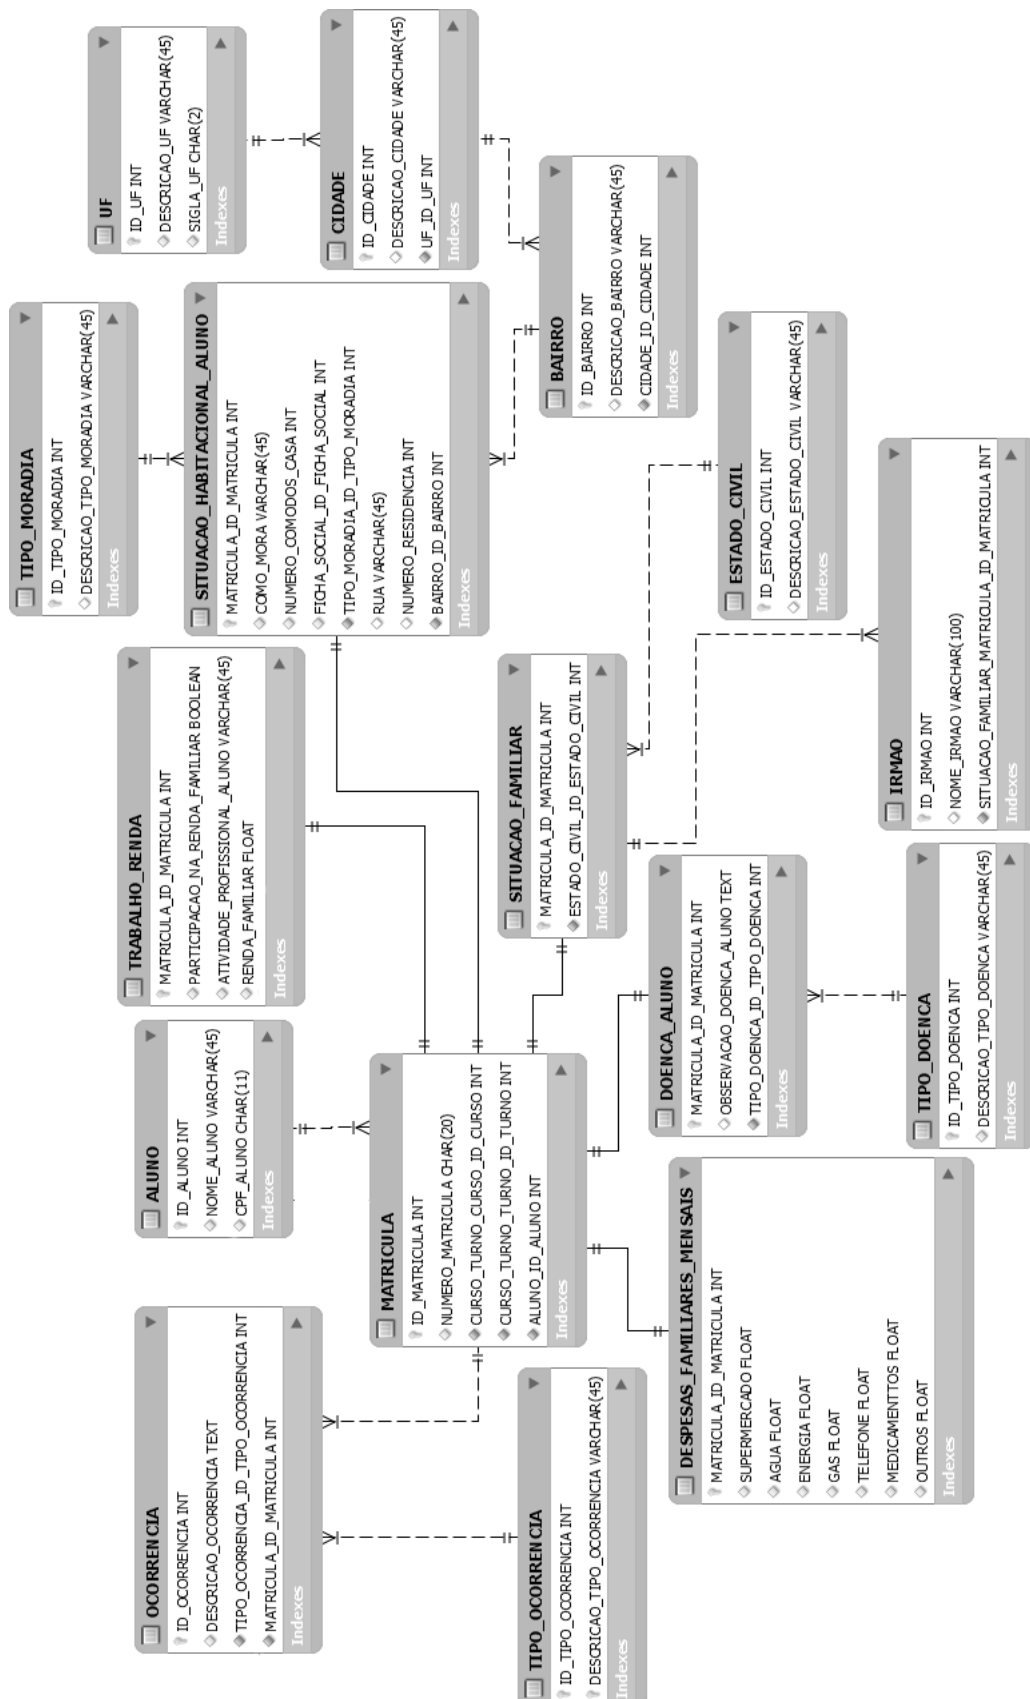 OCORRENCIA
ID_OCORRENCIA INT
DESCRICAO_OCORRENCIA TEXT
TIPO_OCORRENCIA_ID_TIPO_OCORRENCIA INT
MATRICULA_ID_MATRICULA INT
Indexes
ALUNO
ID_ALUNO INT
NOME_ALUNO VARCHAR(45)
CPF_ALUNO CHAR(11)
Indexes
TRABALHO_RENDA
MATRICULA_ID_MATRICULA INT
PARTICIPACAO_NA_RENDA_FAMILIAR BOOLEAN
ATIVIDADE_PROFISSIONAL_ALUNO VARCHAR(45)
RENDA_FAMILIAR FLOAT
Indexes
TIPO_MORADIA
ID_TIPO_MORADIA INT
DESCRICAO_TIPO_MORADIA VARCHAR(45)
Indexes
UF
ID_UF INT
DESCRICAO_UF VARCHAR(45)
SIGLA_UF CHAR(2)
Indexes
SITUACAO_HABITACIONAL_ALUNO
MATRICULA_ID_MATRICULA INT
COMO_MORA VARCHAR(45)
NUMERO_COMODOS_CASA INT
FICHA_SOCIAL_ID_FICHA_SOCIAL INT
TIPO_MORADIA_ID_TIPO_MORADIA INT
RUA VARCHAR(45)
NUMERO_RESIDENCIA INT
BAIRRO_ID_BAIRRO INT
Indexes
CIDADE
ID_CIDADE INT
DESCRICAO_CIDADE VARCHAR(45)
UF_ID_UF INT
Indexes
MATRICULA
ID_MATRICULA INT
NUMERO_MATRICULA CHAR(20)
CURSO_TURNO_CURSO_ID_CURSO INT
CURSO_TURNO_TURNO_ID_TURNO INT
ALUNO_ID_ALUNO INT
Indexes
SITUACAO_FAMILIAR
MATRICULA_ID_MATRICULA INT
ESTADO_CIVIL_ID_ESTADO_CIVIL INT
Indexes
BAIRRO
ID_BAIRRO INT
DESCRICAO_BAIRRO VARCHAR(45)
CIDADE_ID_CIDADE INT
Indexes
TIPO_OCORRENCIA
ID_TIPO_OCORRENCIA INT
DESCRICAO_TIPO_OCORRENCIA VARCHAR(45)
Indexes
DESPESAS_FAMILIARES_MENSAIS
MATRICULA_ID_MATRICULA INT
SUPERMERCADO FLOAT
AGUA FLOAT
ENERGIA FLOAT
GAS FLOAT
TELEFONE FLOAT
MEDICAMENTTOS FLOAT
OUTROS FLOAT
Indexes
DOENCA_ALUNO
MATRICULA_ID_MATRICULA INT
OBSERVACAO_DOENCA_ALUNO TEXT
TIPO_DOENCA_ID_TIPO_DOENCA INT
Indexes
ESTADO_CIVIL
ID_ESTADO_CIVIL INT
DESCRICAO_ESTADO_CIVIL VARCHAR(45)
Indexes
TIPO_DOENCA
ID_TIPO_DOENCA INT
DESCRICAO_TIPO_DOENCA VARCHAR(45)
Indexes
IRMAO
ID_IRMAO INT
NOME_IRMAO VARCHAR(100)
SITUACAO_FAMILIAR_MATRICULA_ID_MATRICULA INT
Indexes